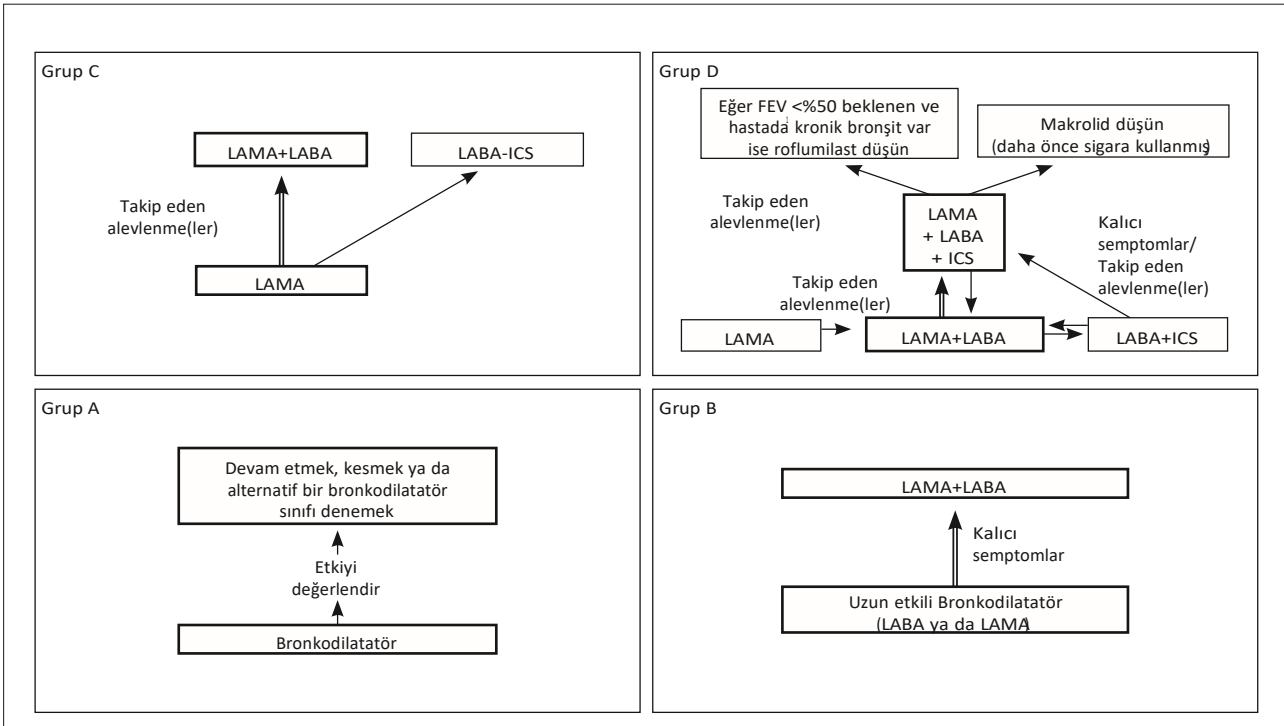 Grup C
LAMA+LABA
LABA-ICS
Takip eden
alevlenme(ler)
LAMA
Grup D
Eğer FEV <%50 beklenen ve
hastada kronik bronşit var
ise roflumilast düşün
Makrolid düşün
(daha önce sigara kullanmış)
Takip eden
alevlenme(ler)
LAMA
+ LABA
+ ICS
Kalıcı
semptomlar/
Takip eden
alevlenme(ler)
Takip eden
alevlenme(ler)
LAMA
LAMA+LABA
LABA+ICS
Grup A
Devam etmek, kesmek ya da
alternatif bir bronkodilatatör
sınıfı denemek
Etkiyi
değerlendir
Bronkodilatatör
Grup B
LAMA+LABA
Kalıcı
semptomlar
Uzun etkili Bronkodilatatör
(LABA ya da LAMA)